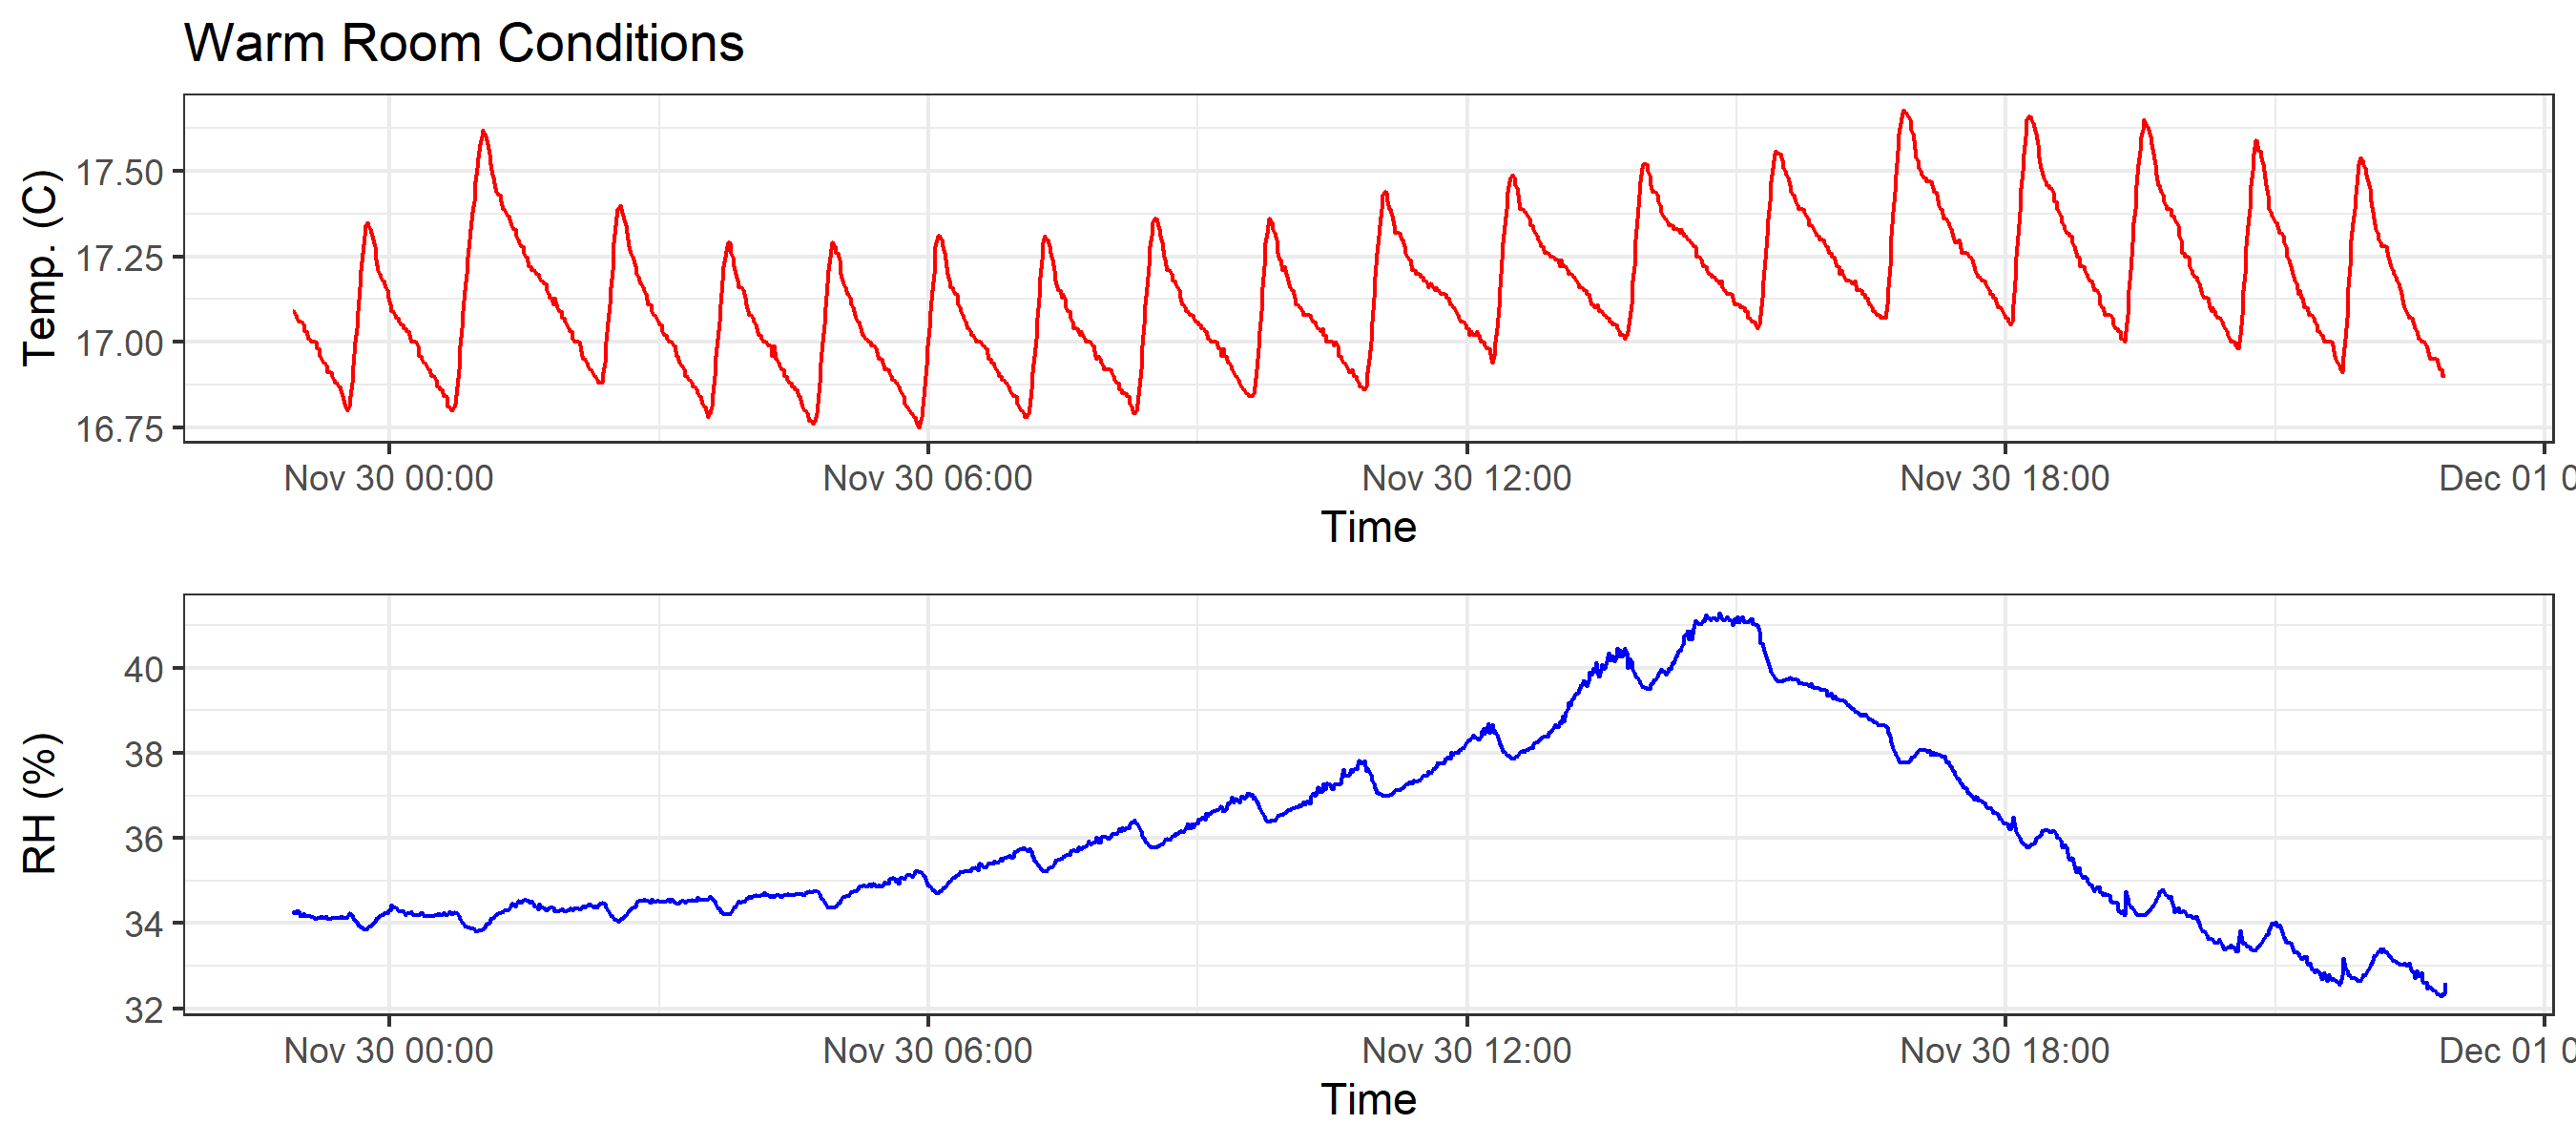 Warm Room Conditions
Temp. (C)
17.50
17.25
17.00
16.75
Nov 30 00:00 Nov 30 06:00 Nov 30 12:00 Nov 30 18:00 Dec 01 0
Time
RH (%)
40
38
36
34
32
Nov 30 00:00 Nov 30 06:00 Nov 30 12:00 Nov 30 18:00 Dec 01 0
Time